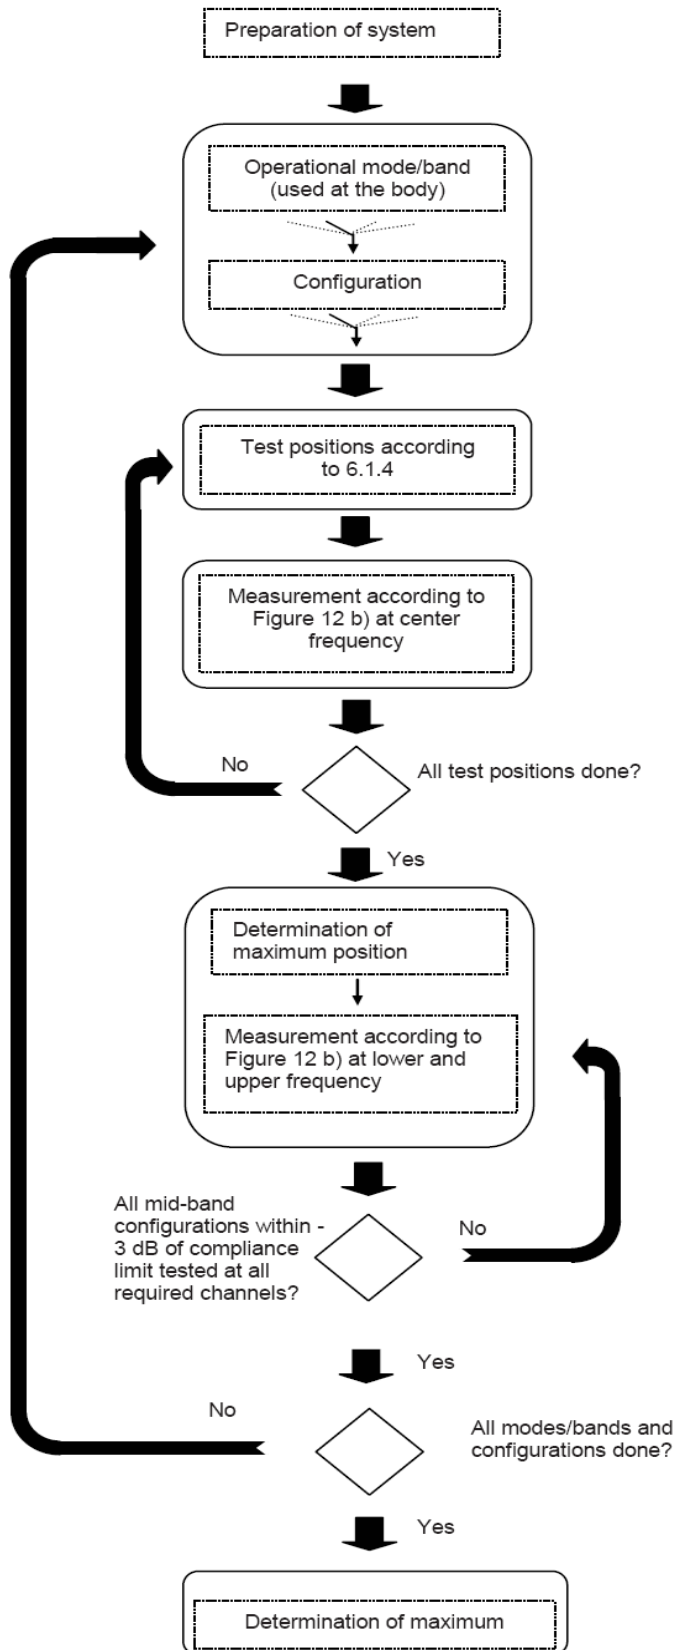 Preparation of system
Operational mode/band
(used at the body)
Configuration
Test positions according
to 6.1.4
Measurement according to
Figure 12 b) at center
frequency
No
All test positions done?
Yes
Determination of
maximum position
Measurement according to
Figure 12 b) at lower and
upper frequency
All mid-band
configurations within -
3 dB of compliance
limit tested at all
required channels?
No
Yes
No
All modes/bands and
configurations done?
Yes
Determination of maximum